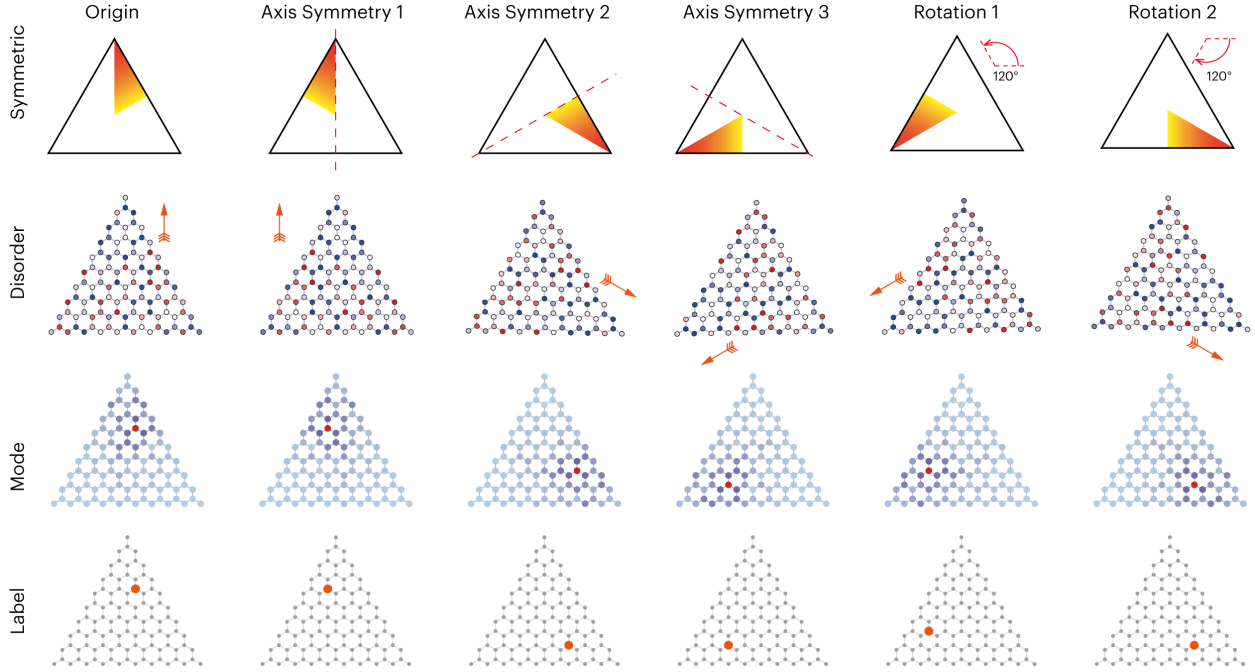 Origin
Axis Symmetry 1
Axis Symmetry 2
Axis Symmetry 3
Rotation 1
Rotation 2
Symmetric
120°
120°
Disorder
Mode
Label